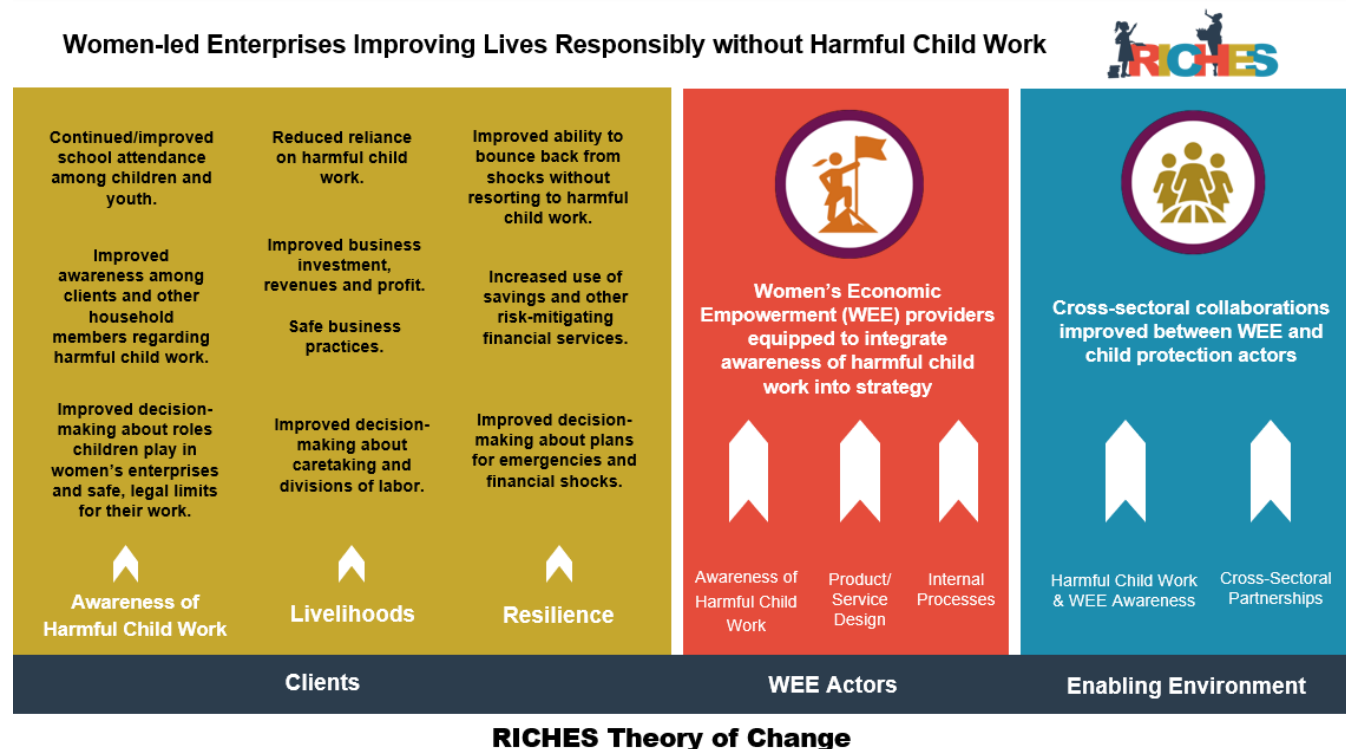 Women-led Enterprises Improving Lives Responsibly without Harmful Child Work
RICHES
Continued/improved
school attendance
among children and
youth.
Improved
awareness among
clients and other
household
members regarding
harmful child work.
Improved decision-
making about roles
children play in
women’s enterprises
and safe, legal limits
for their work.
Awareness of
Harmful Child Work
Reduced reliance
on harmful child
work.
Improved business
investment,
revenues and profit.
Safe business
practices.
Improved decision-
making about
caretaking and
divisions of labor.
Livelihoods
Improved ability to
bounce back from
shocks without
resorting to harmful
child work.
Increased use of
savings and other
risk-mitigating
financial services.
Improved decision-
making about plans
for emergencies and
financial shocks.
Resilience
Clients
Women’s Economic
Empowerment (WEE) providers
equipped to integrate
awareness of harmful child
work into strategy
Awareness of
Harmful Child
Work
Product/
Service
Design
Internal
Processes
WEE Actors
Cross-sectoral collaborations
improved between WEE and
child protection actors
Harmful Child Work
& WEE Awareness
Cross-Sectoral
Partnerships
Enabling Environment
RICHES Theory of Change